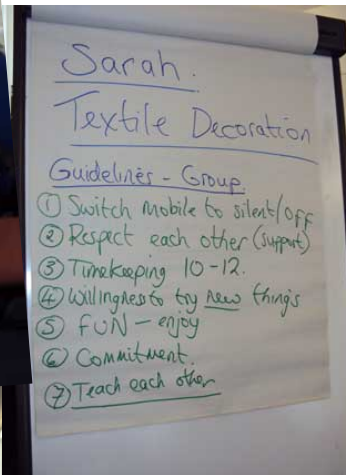 Sarah.
Textile Decoration
Guidelines - Group
① Switch mobile to silent/off
② Respect each other (support)
③ Timekeeping 10-12.
④ Willingness to try new things
⑤ FUN - enjoy
⑥ Commitment.
⑦ Teach each other